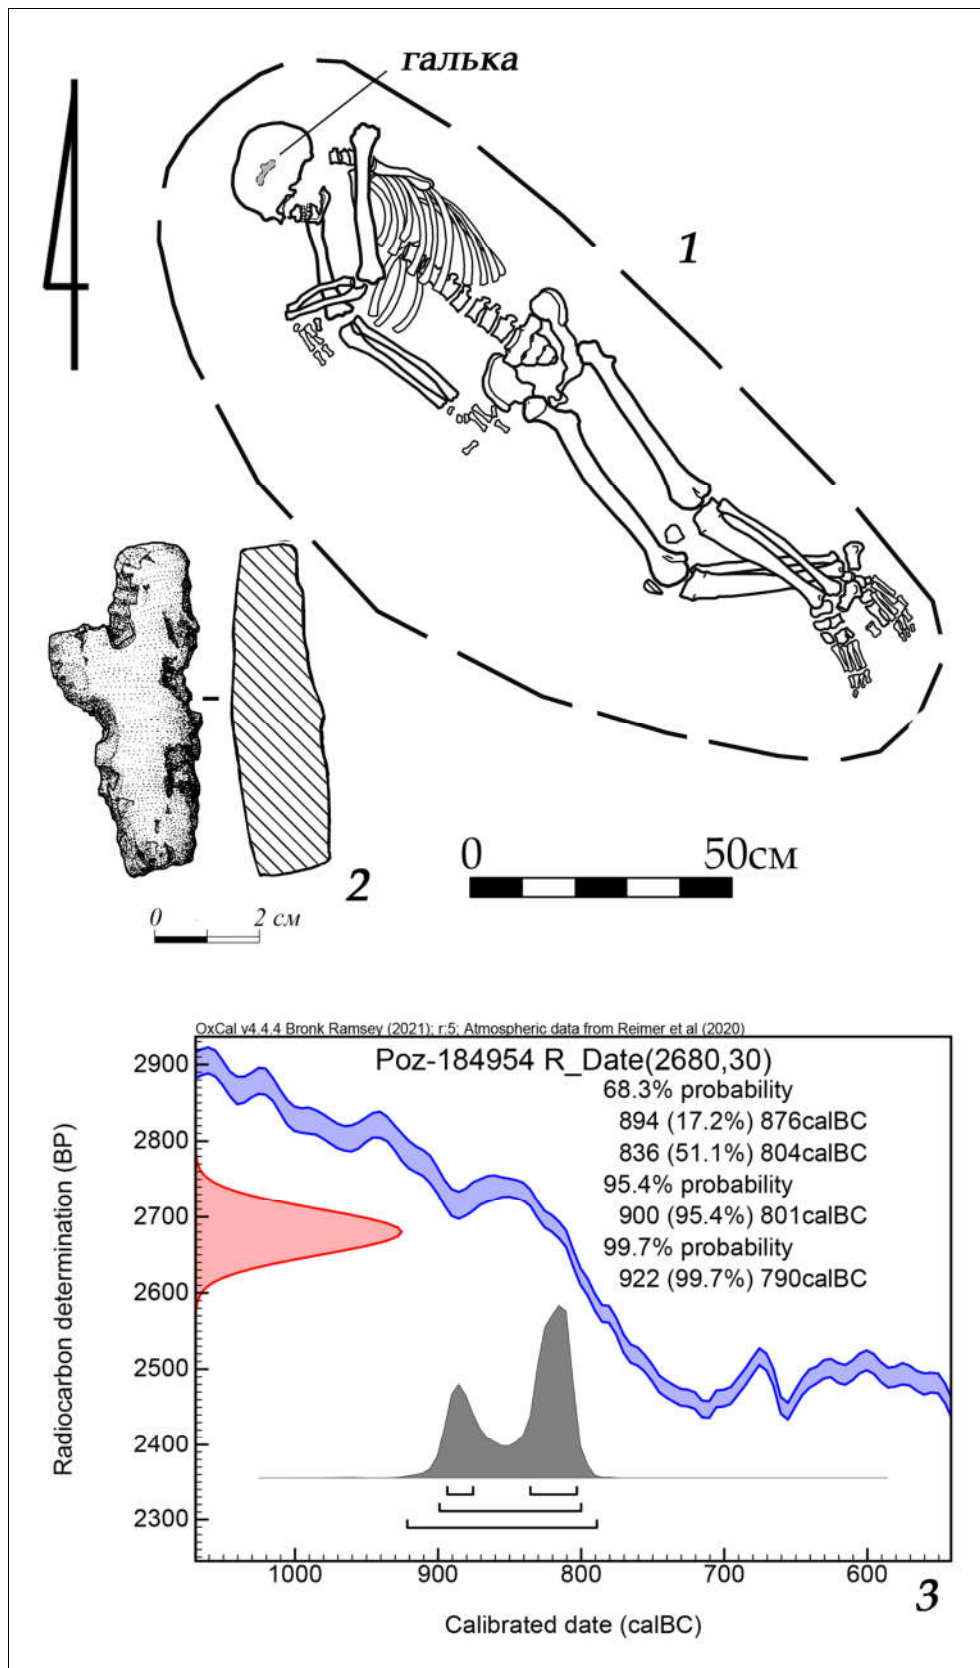 галька
1
2
0 50см
0 2 см
OxCal v4.4.4 Bronk Ramsey (2021); r:5; Atmospheric data from Reimer et al (2020)
Poz-184954 R_Date(2680,30)
68.3% probability
894 (17.2%) 876calBC
836 (51.1%) 804calBC
95.4% probability
900 (95.4%) 801calBC
99.7% probability
922 (99.7%) 790calBC
Radiocarbon determination (BP)
2900
2800
2700
2600
2500
2400
2300
1000 900 800 700 600
Calibrated date (calBC)
3